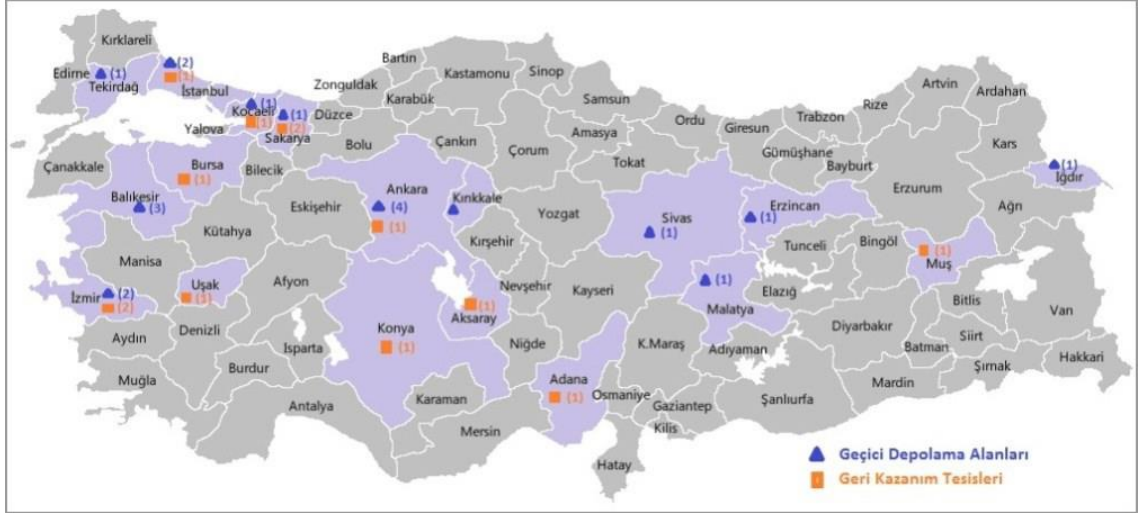 Kırklareli
Edirne
(1)
Tekirdağ
(2)
(1)
İstanbul
(1)
Kocaeli
(1)
(1)
(2)
Sakarya
Yalova
Düzce
Zonguldak
Bartın
Karabük
Kastamonu
Sinop
Samsun
Ordu
Giresun
Trabzon
Rize
Artvin
Ardahan
Kars
(1)
Iğdır
Çanakkale
Bursa
(1)
Bilecik
Bolu
Çankırı
Çorum
Amasya
Tokat
Gümüşhane
Bayburt
Erzurum
Ağrı
Balıkesir
(3)
Kütahya
Eskişehir
Ankara
(4)
(1)
Kırıkkale
Yozgat
Sivas
(1)
Erzincan
(1)
Tunceli
Bingöl
(1)
Muş
Manisa
Uşak
(1)
Afyon
Kırşehir
Nevşehir
Kayseri
(1)
Malatya
Elazığ
Bitlis
Van
İzmir
(2)
(2)
Aydın
Denizli
Isparta
Konya
(1)
(1)
Aksaray
Niğde
K.Maraş
Adıyaman
Diyarbakır
Batman
Siirt
Şırnak
Hakkari
Muğla
Burdur
Antalya
Karaman
Mersin
Adana
(1)
Osmaniye
Gaziantep
Kilis
Hatay
Şanlıurfa
Mardin
Geçici Depolama Alanları
Geri Kazanım Tesisleri